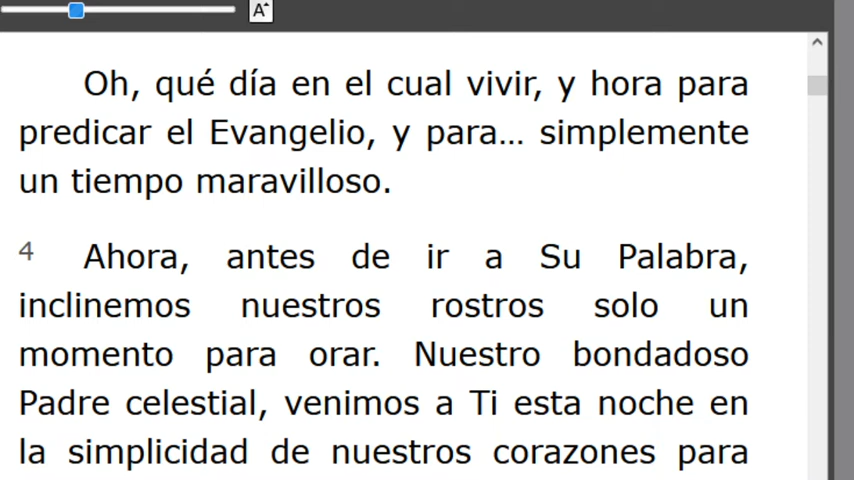 A
Oh, qué día en el cual vivir, y hora para
predicar el Evangelio, y para… simplemente
un tiempo maravilloso.
4 Ahora, antes de ir a Su Palabra,
inclinemos nuestros rostros solo un
momento para orar. Nuestro bondadoso
Padre celestial, venimos a Ti esta noche en
la simplicidad de nuestros corazones para